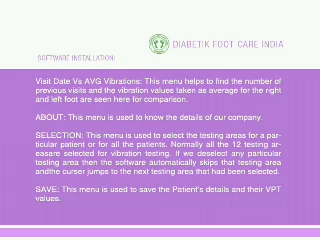 DIABETIK FOOT CARE INDIA
SOFTWARE INSTALLATION:
Visit Date Vs AVG Vibrations: This menu helps to find the number of
previous visits and the vibration values taken as average for the right
and left foot are seen here for comparison.
ABOUT: This menu is used to know the details of our company.
SELECTION: This menu is used to select the testing areas for a par-
ticular patient or for all the patients. Normally all the 12 testing ar-
easare selected for vibration testing. If we deselect any particular
testing area then the software automatically skips that testing area
andthe curser jumps to the next testing area that had been selected.
SAVE: This menu is used to save the Patient's details and their VPT
values.